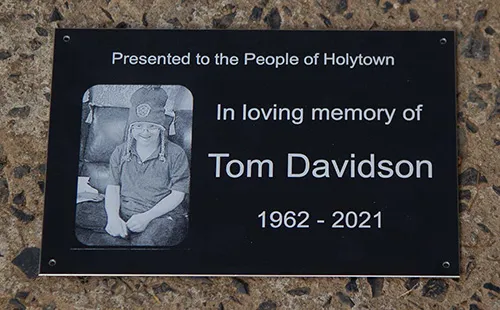 Presented to the People of Holytown
In loving memory of
Tom Davidson
1962 - 2021